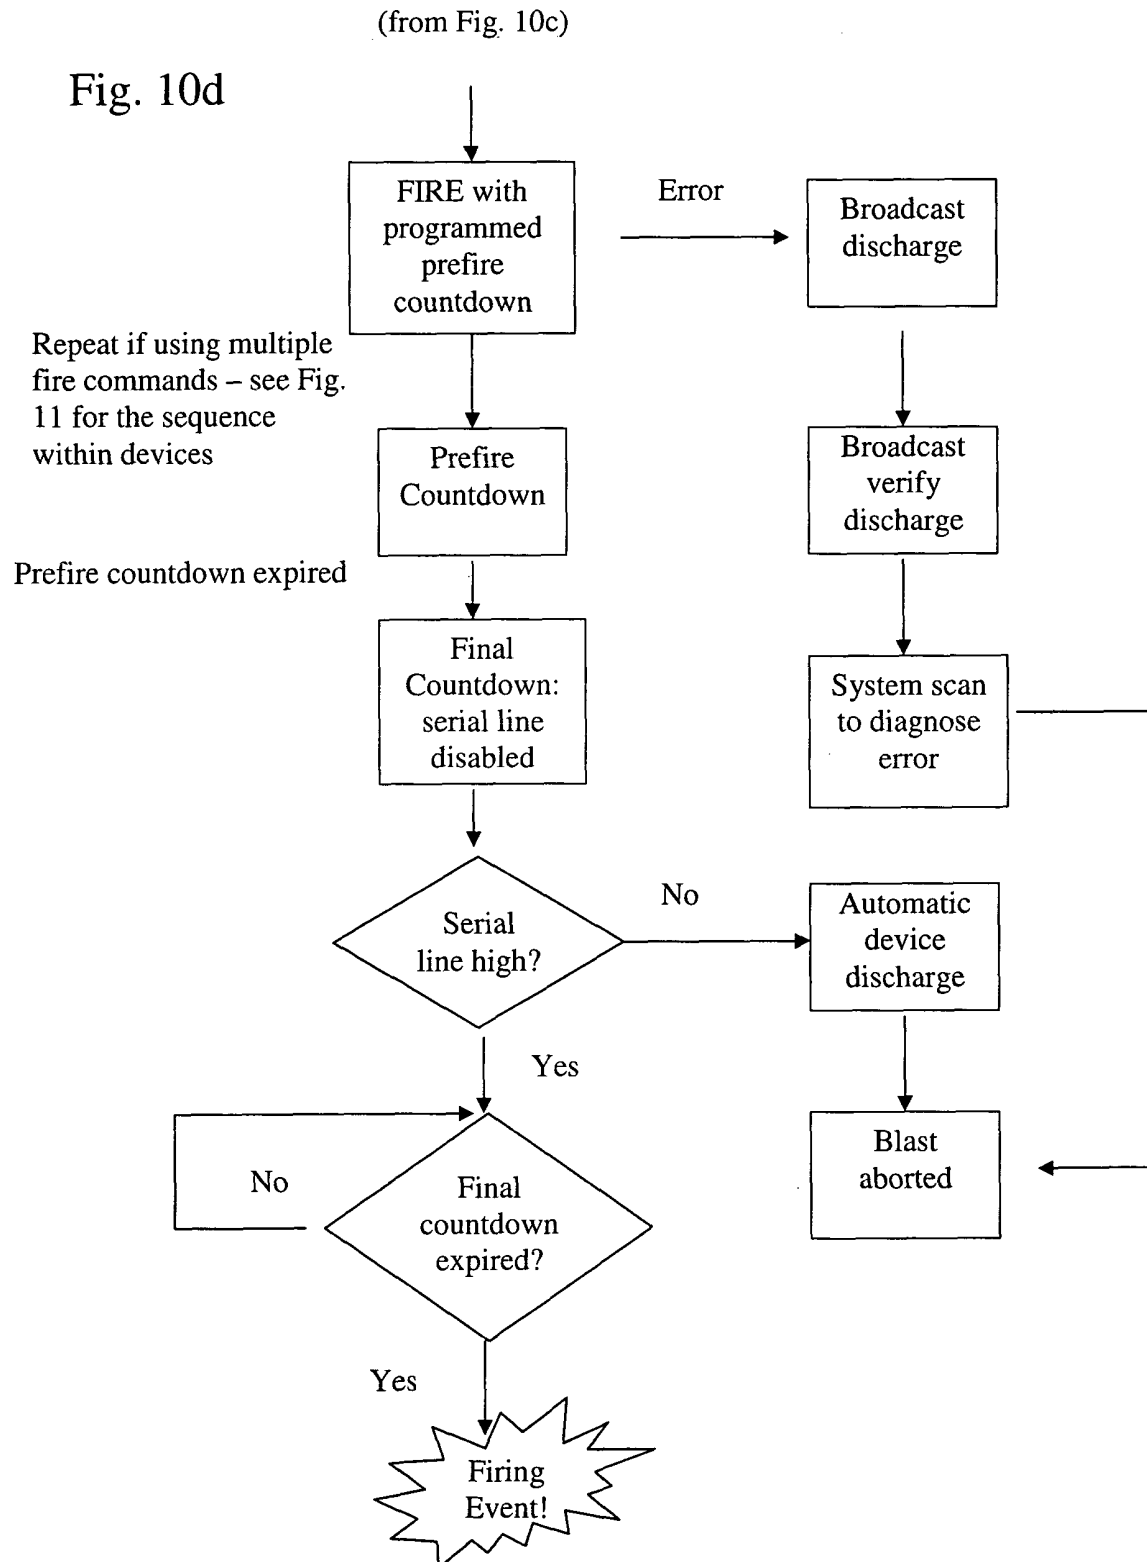 (from Fig. 10c)
Fig. 10d
FIRE with
programmed
prefire
countdown
Error
Broadcast
discharge
Repeat if using multiple
fire commands – see Fig.
11 for the sequence
within devices
Prefire
Countdown
Broadcast
verify
discharge
Prefire countdown expired
Final
Countdown:
serial line
disabled
System scan
to diagnose
error
Serial
line high?
No
Automatic
device
discharge
Yes
Blast
aborted
No
Final
countdown
expired?
Yes
Firing
Event!